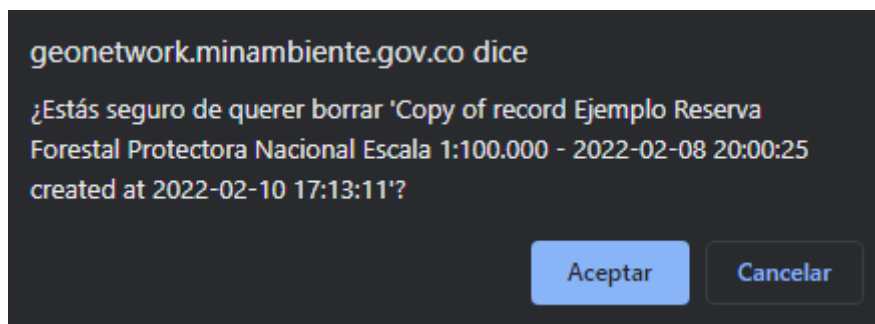 geonetwork.minambiente.gov.co dice
¿Estás seguro de querer borrar 'Copy of record Ejemplo Reserva
Forestal Protectora Nacional Escala 1:100.000 - 2022-02-08 20:00:25
created at 2022-02-10 17:13:11'?
Aceptar
Cancelar